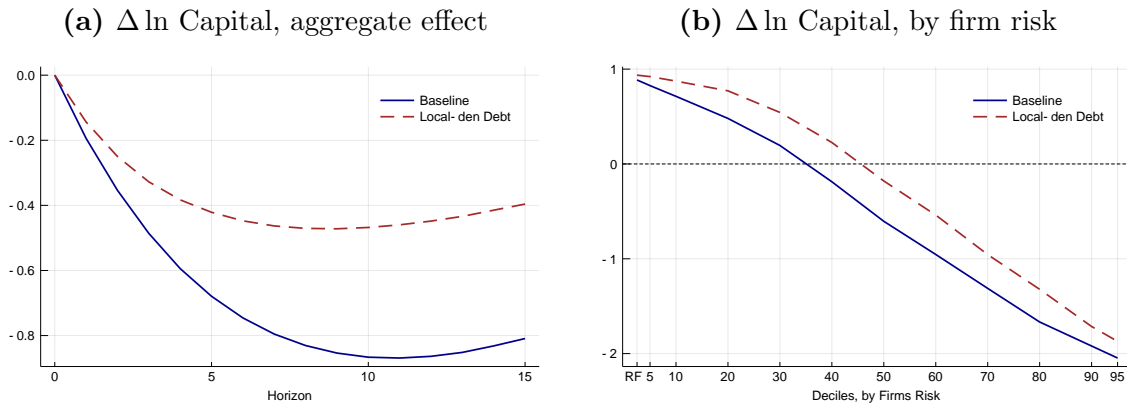 (a) Δ ln Capital, aggregate effect
0.0
- 0.2
- 0.4
- 0.6
- 0.8
Baseline
Local- den Debt
0 5 10 15
Horizon
(b) Δ ln Capital, by firm risk
1
0
- 1
- 2
Baseline
Local- den Debt
RF 5 10 20 30 40 50 60 70 80 90 95
Deciles, by Firms Risk